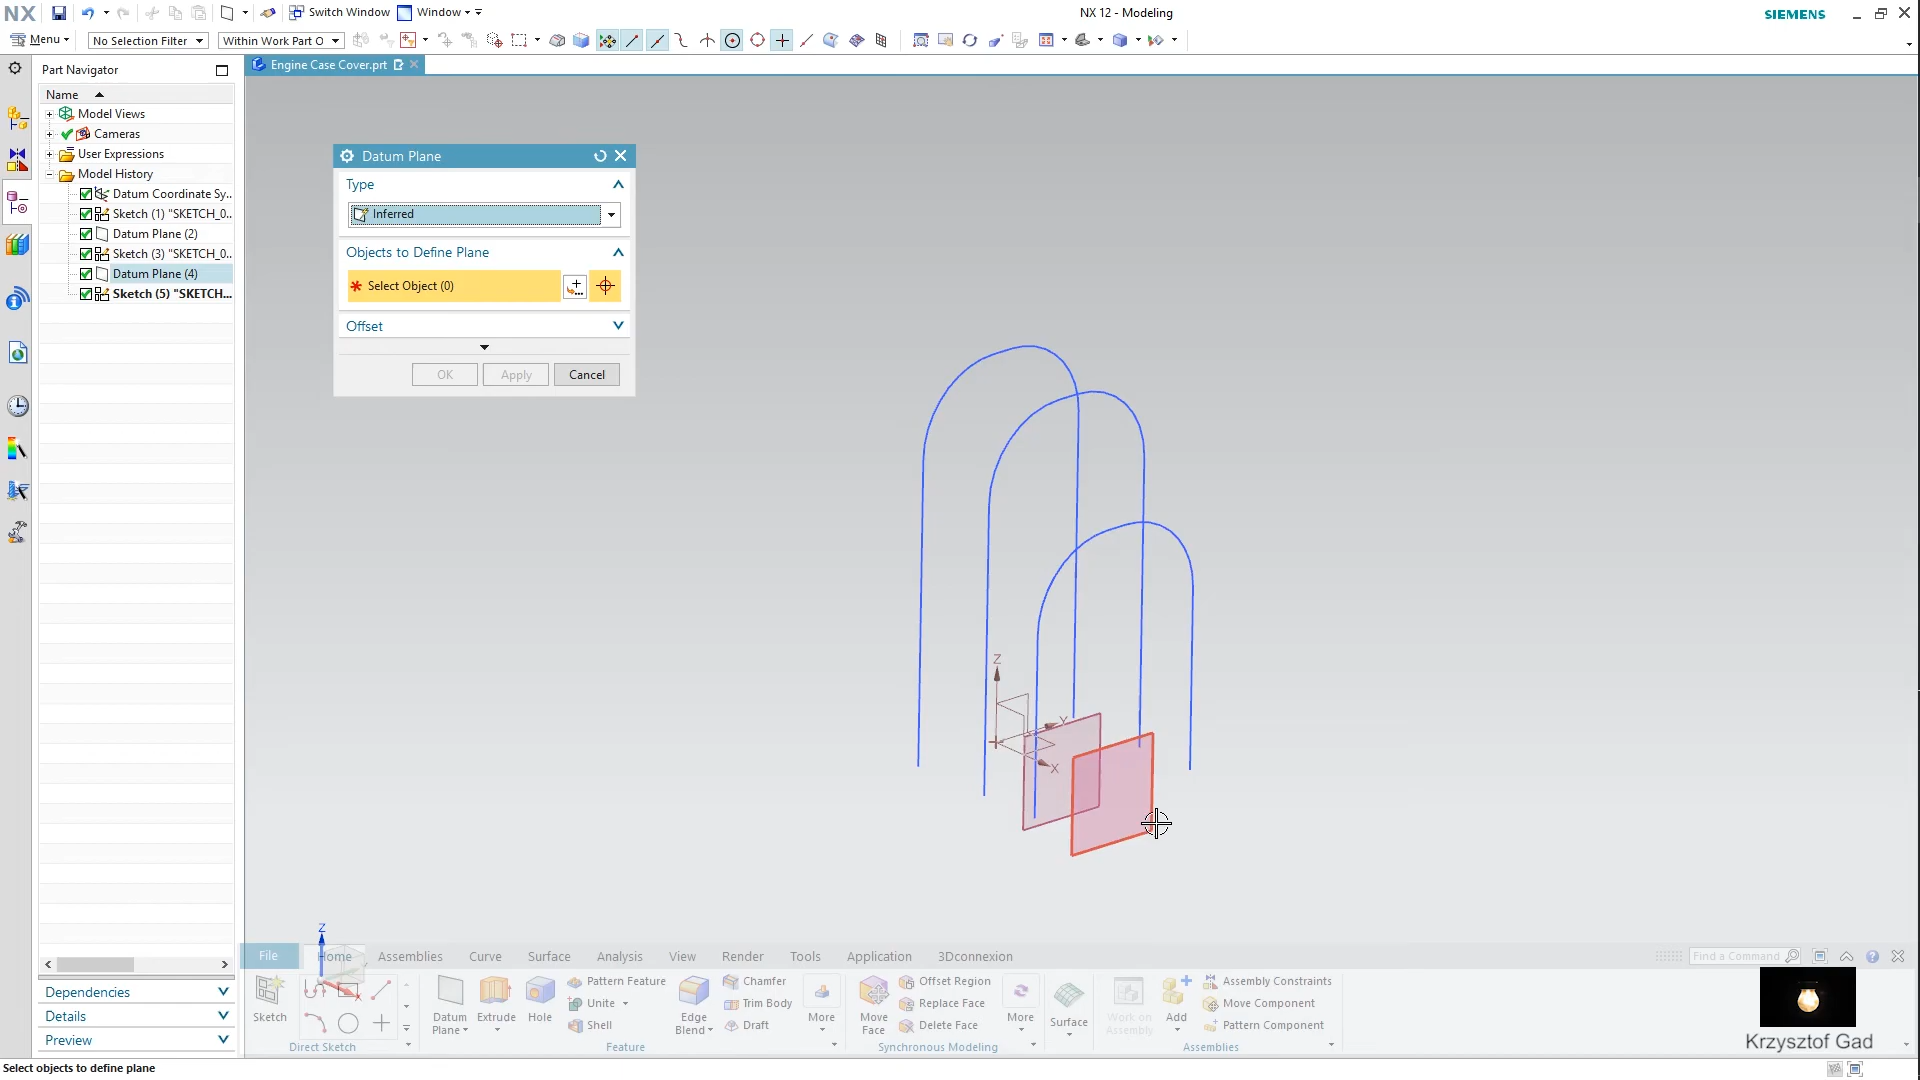 NX
Switch Window
Window
NX 12 - Modeling
SIEMENS
Menu
No Selection Filter
Within Work Part O
Part Navigator
Engine Case Cover.prt
Name
Model Views
Cameras
User Expressions
Model History
Datum Coordinate Sy..
Sketch (1) "SKETCH_0..
Datum Plane (2)
Sketch (3) "SKETCH_0..
Datum Plane (4)
Sketch (5) "SKETCH...
Datum Plane
Type
Inferred
Objects to Define Plane
* Select Object (0)
Offset
OK
Apply
Cancel
Z
Y
X
Z
File
Home
Assemblies
Curve
Surface
Analysis
View
Render
Tools
Application
3Dconnexion
Find a Command
Sketch
Direct Sketch
Datum
Plane
Extrude
Hole
Pattern Feature
Unite
Shell
Edge
Blend
Chamfer
Trim Body
Draft
More
Feature
Move
Face
Offset Region
Replace Face
Delete Face
More
Synchronous Modeling
Surface
Work on
Assembly
Add
Assembly Constraints
Move Component
Pattern Component
Assemblies
Dependencies
Details
Preview
Krzysztof Gad
Select objects to define plane